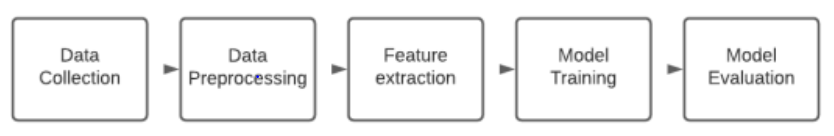 Data
Collection
Data
Preprocessing
Feature
extraction
Model
Training
Model
Evaluation